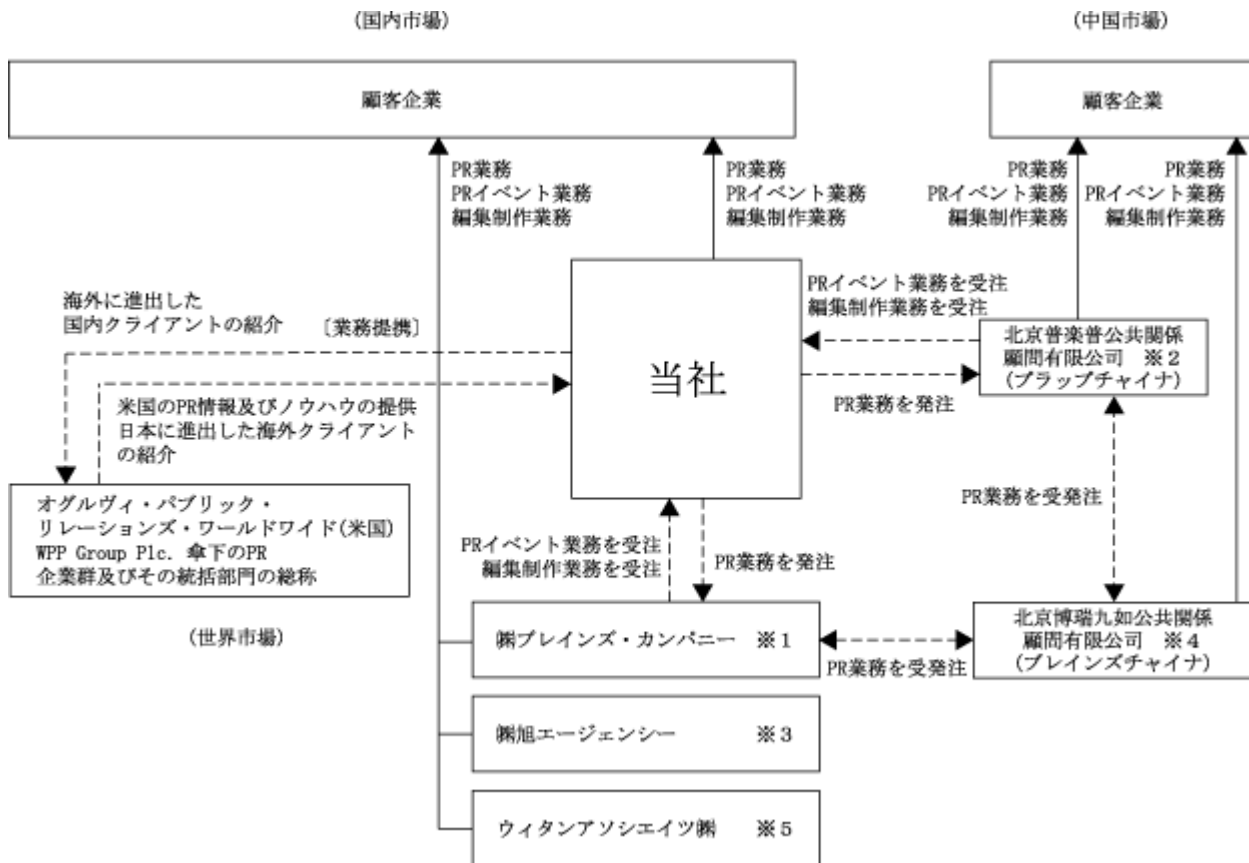 (国内市場)
(中国市場)
顧客企業
顧客企業
PR業務
PRイベント業務
編集制作業務
PR業務
PRイベント業務
編集制作業務
PR業務
PRイベント業務
編集制作業務
PR業務
PRイベント業務
編集制作業務
海外に進出した
国内クライアントの紹介
〔業務提携〕
当社
PRイベント業務を受注
編集制作業務を受注
北京普楽普公共関係
顧問有限公司 ※2
(プラップチャイナ)
PR業務を発注
米国のPR情報及びノウハウの提供
日本に進出した海外クライアント
の紹介
オグルヴィ・パブリック・
リレーションズ・ワールドワイド(米国)
WPP Group Plc. 傘下のPR
企業群及びその統括部門の総称
(世界市場)
PR業務を受発注
PRイベント業務を受注
編集制作業務を受注
PR業務を発注
㈱ブレインズ・カンパニー ※1
PR業務を受発注
北京博瑞九如公共関係
顧問有限公司 ※4
(ブレインズチャイナ)
㈱旭エージェンシー ※3
ウィタンアソシエイツ㈱ ※5